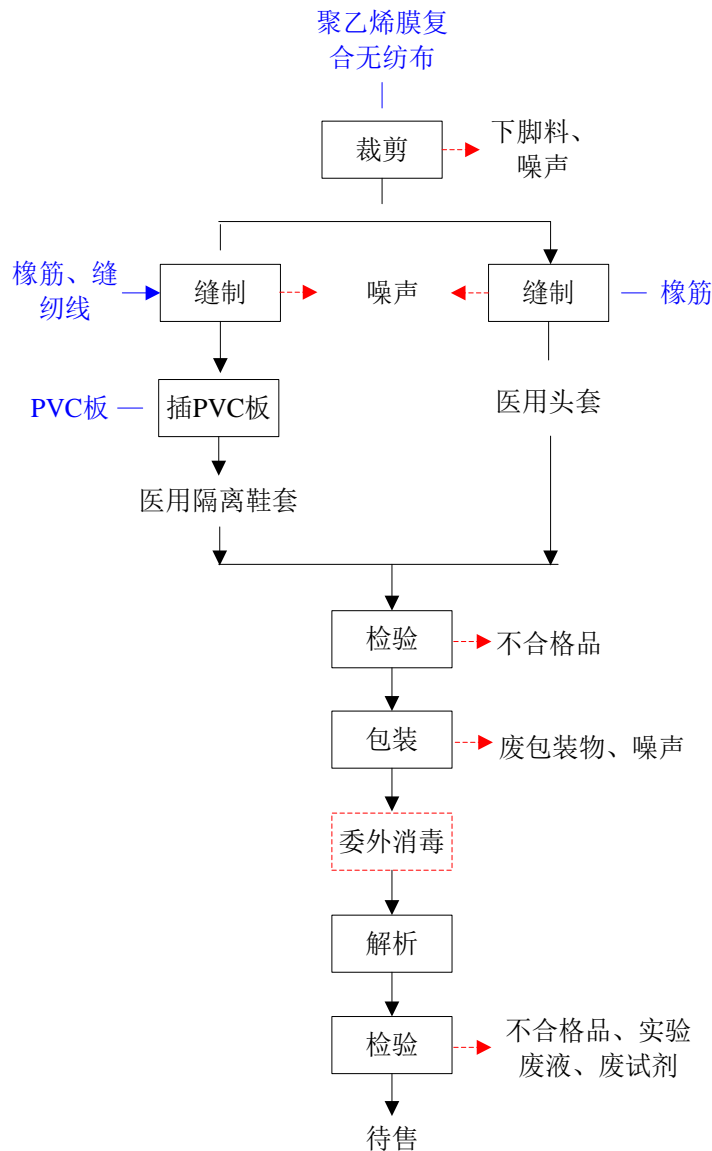 聚乙烯膜复
合无纺布
裁剪
下脚料、
噪声
橡筋、缝
纫线
缝制
噪声
缝制
橡筋
PVC板
插PVC板
医用头套
医用隔离鞋套
检验
不合格品
包装
废包装物、噪声
委外消毒
解析
检验
不合格品、实验
废液、废试剂
待售